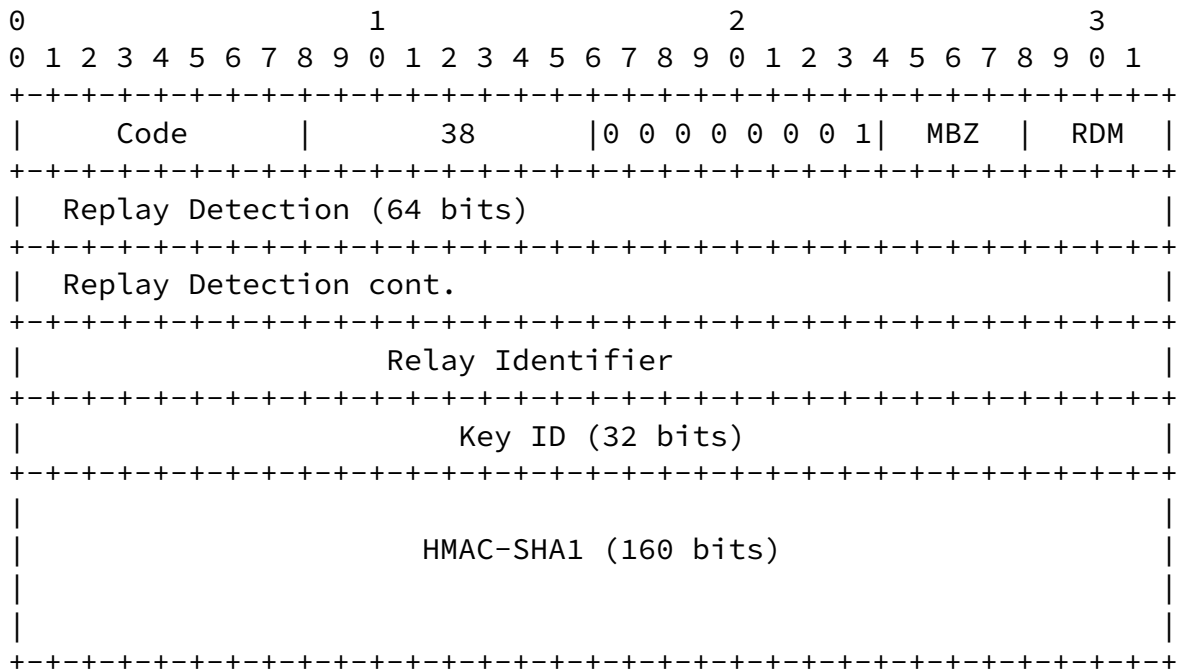 0                   1                   2                   3
0 1 2 3 4 5 6 7 8 9 0 1 2 3 4 5 6 7 8 9 0 1 2 3 4 5 6 7 8 9 0 1
+-+-+-+-+-+-+-+-+-+-+-+-+-+-+-+-+-+-+-+-+-+-+-+-+-+-+-+-+-+-+-+-+
|     Code      |       38      |0 0 0 0 0 0 0 1|  MBZ  |  RDM  |
+-+-+-+-+-+-+-+-+-+-+-+-+-+-+-+-+-+-+-+-+-+-+-+-+-+-+-+-+-+-+-+-+
|  Replay Detection (64 bits)                                   |
+-+-+-+-+-+-+-+-+-+-+-+-+-+-+-+-+-+-+-+-+-+-+-+-+-+-+-+-+-+-+-+-+
|  Replay Detection cont.                                       |
+-+-+-+-+-+-+-+-+-+-+-+-+-+-+-+-+-+-+-+-+-+-+-+-+-+-+-+-+-+-+-+-+
|                    Relay Identifier                           |
+-+-+-+-+-+-+-+-+-+-+-+-+-+-+-+-+-+-+-+-+-+-+-+-+-+-+-+-+-+-+-+-+
|                        Key ID (32 bits)                       |
+-+-+-+-+-+-+-+-+-+-+-+-+-+-+-+-+-+-+-+-+-+-+-+-+-+-+-+-+-+-+-+-+
|                                                               |
|                      HMAC-SHA1 (160 bits)                     |
|                                                               |
|                                                               |
+-+-+-+-+-+-+-+-+-+-+-+-+-+-+-+-+-+-+-+-+-+-+-+-+-+-+-+-+-+-+-+-+